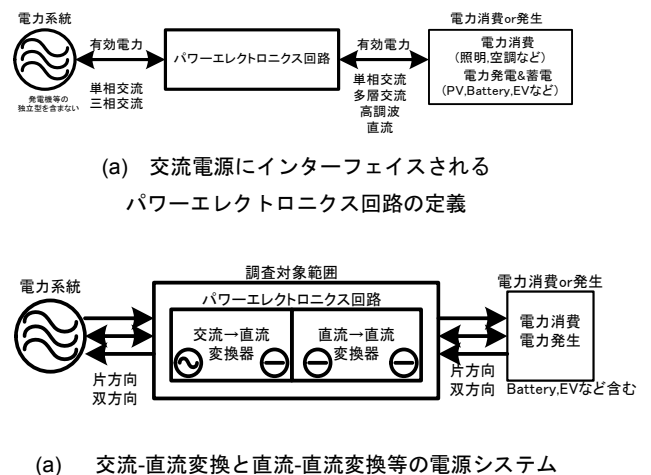 電力系統
有効電力
単相交流
三相交流
発電機等の
独立型を含まない
パワーエレクトロニクス回路
有効電力
単相交流
多層交流
高調波
直流
電力消費or発生
電力消費
(照明,空調など)
電力発電&蓄電
(PV,Battery,EVなど)
(a) 交流電源にインターフェイスされる
パワーエレクトロニクス回路の定義
電力系統
片方向
双方向
調査対象範囲
パワーエレクトロニクス回路
交流→直流
変換器
直流→直流
変換器
片方向
双方向
電力消費or発生
電力消費
電力発生
Battery,EVなど含む
(a) 交流-直流変換と直流-直流変換等の電源システム